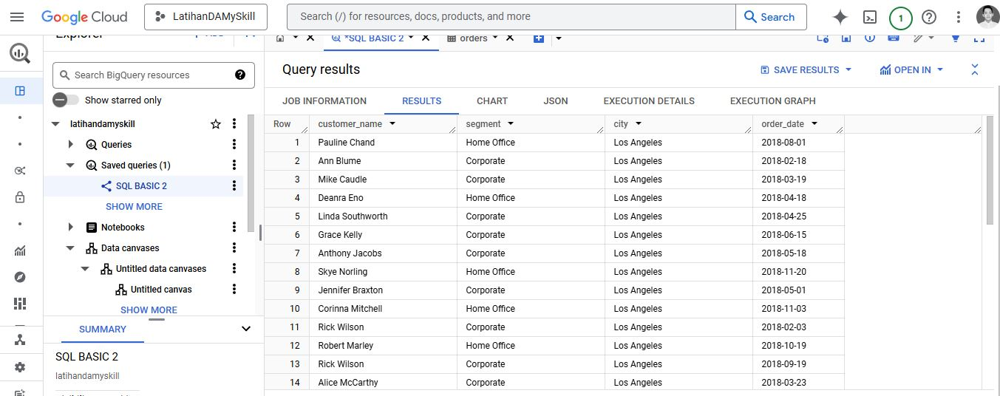 Google Cloud LatihanDAMySkill Search (/) for resources, docs, products, and more Search 1
Explorer + ADD
*SQL BASIC 2 orders
Search BigQuery resources
Show starred only
latihandamyskill
Queries
Saved queries (1)
SQL BASIC 2
SHOW MORE
Notebooks
Data canvases
Untitled data canvases
Untitled canvas
SHOW MORE
SUMMARY
SQL BASIC 2
latihandamyskill
Query results SAVE RESULTS OPEN IN
JOB INFORMATION RESULTS CHART JSON EXECUTION DETAILS EXECUTION GRAPH
Row customer_name segment city order_date
1 Pauline Chand Home Office Los Angeles 2018-08-01
2 Ann Blume Corporate Los Angeles 2018-02-18
3 Mike Caudle Corporate Los Angeles 2018-03-19
4 Deanra Eno Home Office Los Angeles 2018-04-18
5 Linda Southworth Corporate Los Angeles 2018-04-25
6 Grace Kelly Corporate Los Angeles 2018-06-15
7 Anthony Jacobs Corporate Los Angeles 2018-05-18
8 Skye Norling Home Office Los Angeles 2018-11-20
9 Jennifer Braxton Corporate Los Angeles 2018-05-01
10 Corinna Mitchell Home Office Los Angeles 2018-11-03
11 Rick Wilson Corporate Los Angeles 2018-02-03
12 Robert Marley Home Office Los Angeles 2018-10-19
13 Rick Wilson Corporate Los Angeles 2018-09-19
14 Alice McCarthy Corporate Los Angeles 2018-03-23